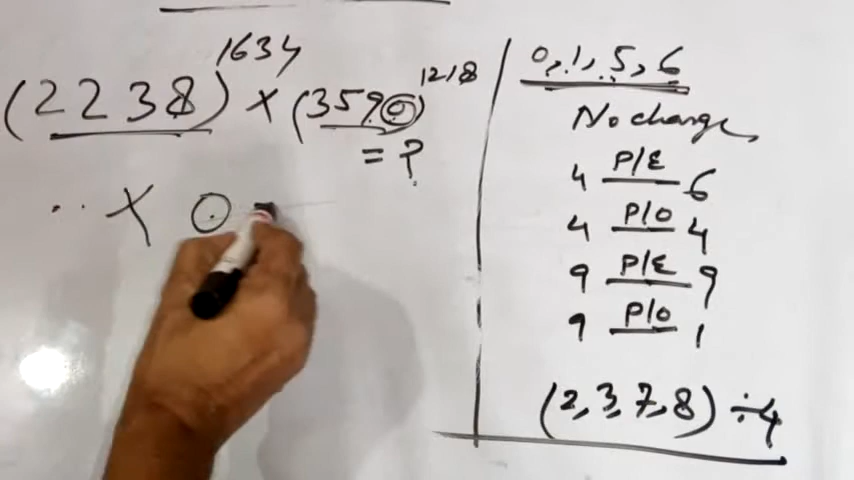 (2238)^1634 × (3590)^1218
= ?
.. × 0
0, 1, 5, 6
No change
4 P/E 6
4 P/O 4
9 P/E 9
9 P/O 1
(2,3,7,8) ÷4